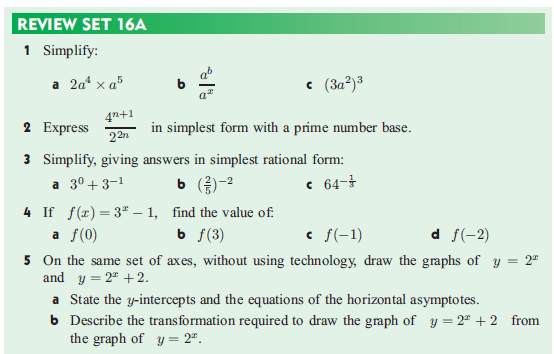 REVIEW SET 16A
1 Simplify:
a 2a⁴ × a⁵ b aᵇ/aˣ c (3a²)³
2 Express 4ⁿ⁺¹/2²ⁿ in simplest form with a prime number base.
3 Simplify, giving answers in simplest rational form:
a 3⁰ + 3⁻¹ b (2/5)⁻² c 64^(-1/3)
4 If f(x) = 3ˣ − 1, find the value of:
a f(0) b f(3) c f(−1) d f(−2)
5 On the same set of axes, without using technology, draw the graphs of y = 2ˣ
and y = 2ˣ + 2.
a State the y-intercepts and the equations of the horizontal asymptotes.
b Describe the transformation required to draw the graph of y = 2ˣ + 2 from
the graph of y = 2ˣ.